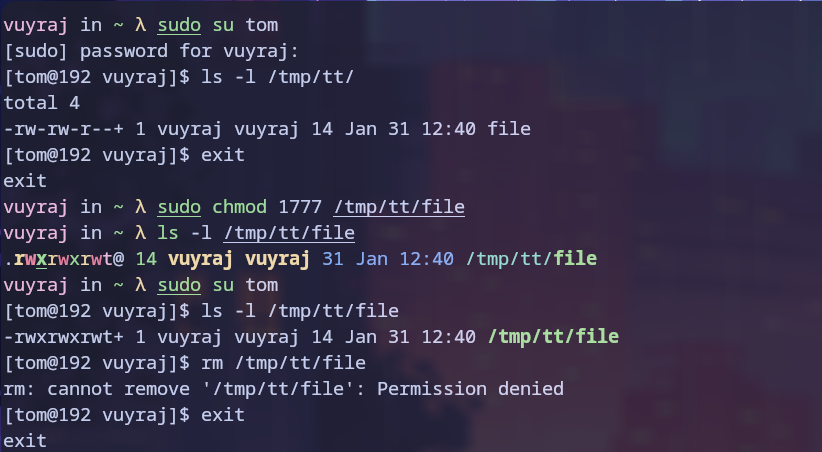 vuyraj in ~ λ sudo su tom
[sudo] password for vuyraj:
[tom@192 vuyraj]$ ls -l /tmp/tt/
total 4
-rw-rw-r--+ 1 vuyraj vuyraj 14 Jan 31 12:40 file
[tom@192 vuyraj]$ exit
exit
vuyraj in ~ λ sudo chmod 1777 /tmp/tt/file
vuyraj in ~ λ ls -l /tmp/tt/file
.rwxrwxrwt@ 14 vuyraj vuyraj 31 Jan 12:40 /tmp/tt/file
vuyraj in ~ λ sudo su tom
[tom@192 vuyraj]$ ls -l /tmp/tt/file
-rwxrwxrwt+ 1 vuyraj vuyraj 14 Jan 31 12:40 /tmp/tt/file
[tom@192 vuyraj]$ rm /tmp/tt/file
rm: cannot remove '/tmp/tt/file': Permission denied
[tom@192 vuyraj]$ exit
exit